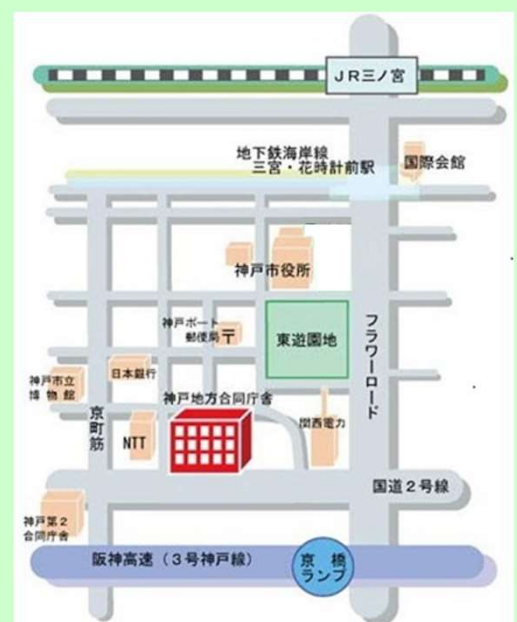 JR三ノ宮
地下鉄海岸線
三宮・花時計前駅
国際会館
神戸市役所
神戸ポート
郵便局
〒
東遊園地
フラワーロード
日本銀行
神戸市立
博物館
神戸地方合同庁舎
京町筋
NTT
関西電力
国道2号線
神戸第2
合同庁舎
阪神高速（3号神戸線）
京橋
ランプ